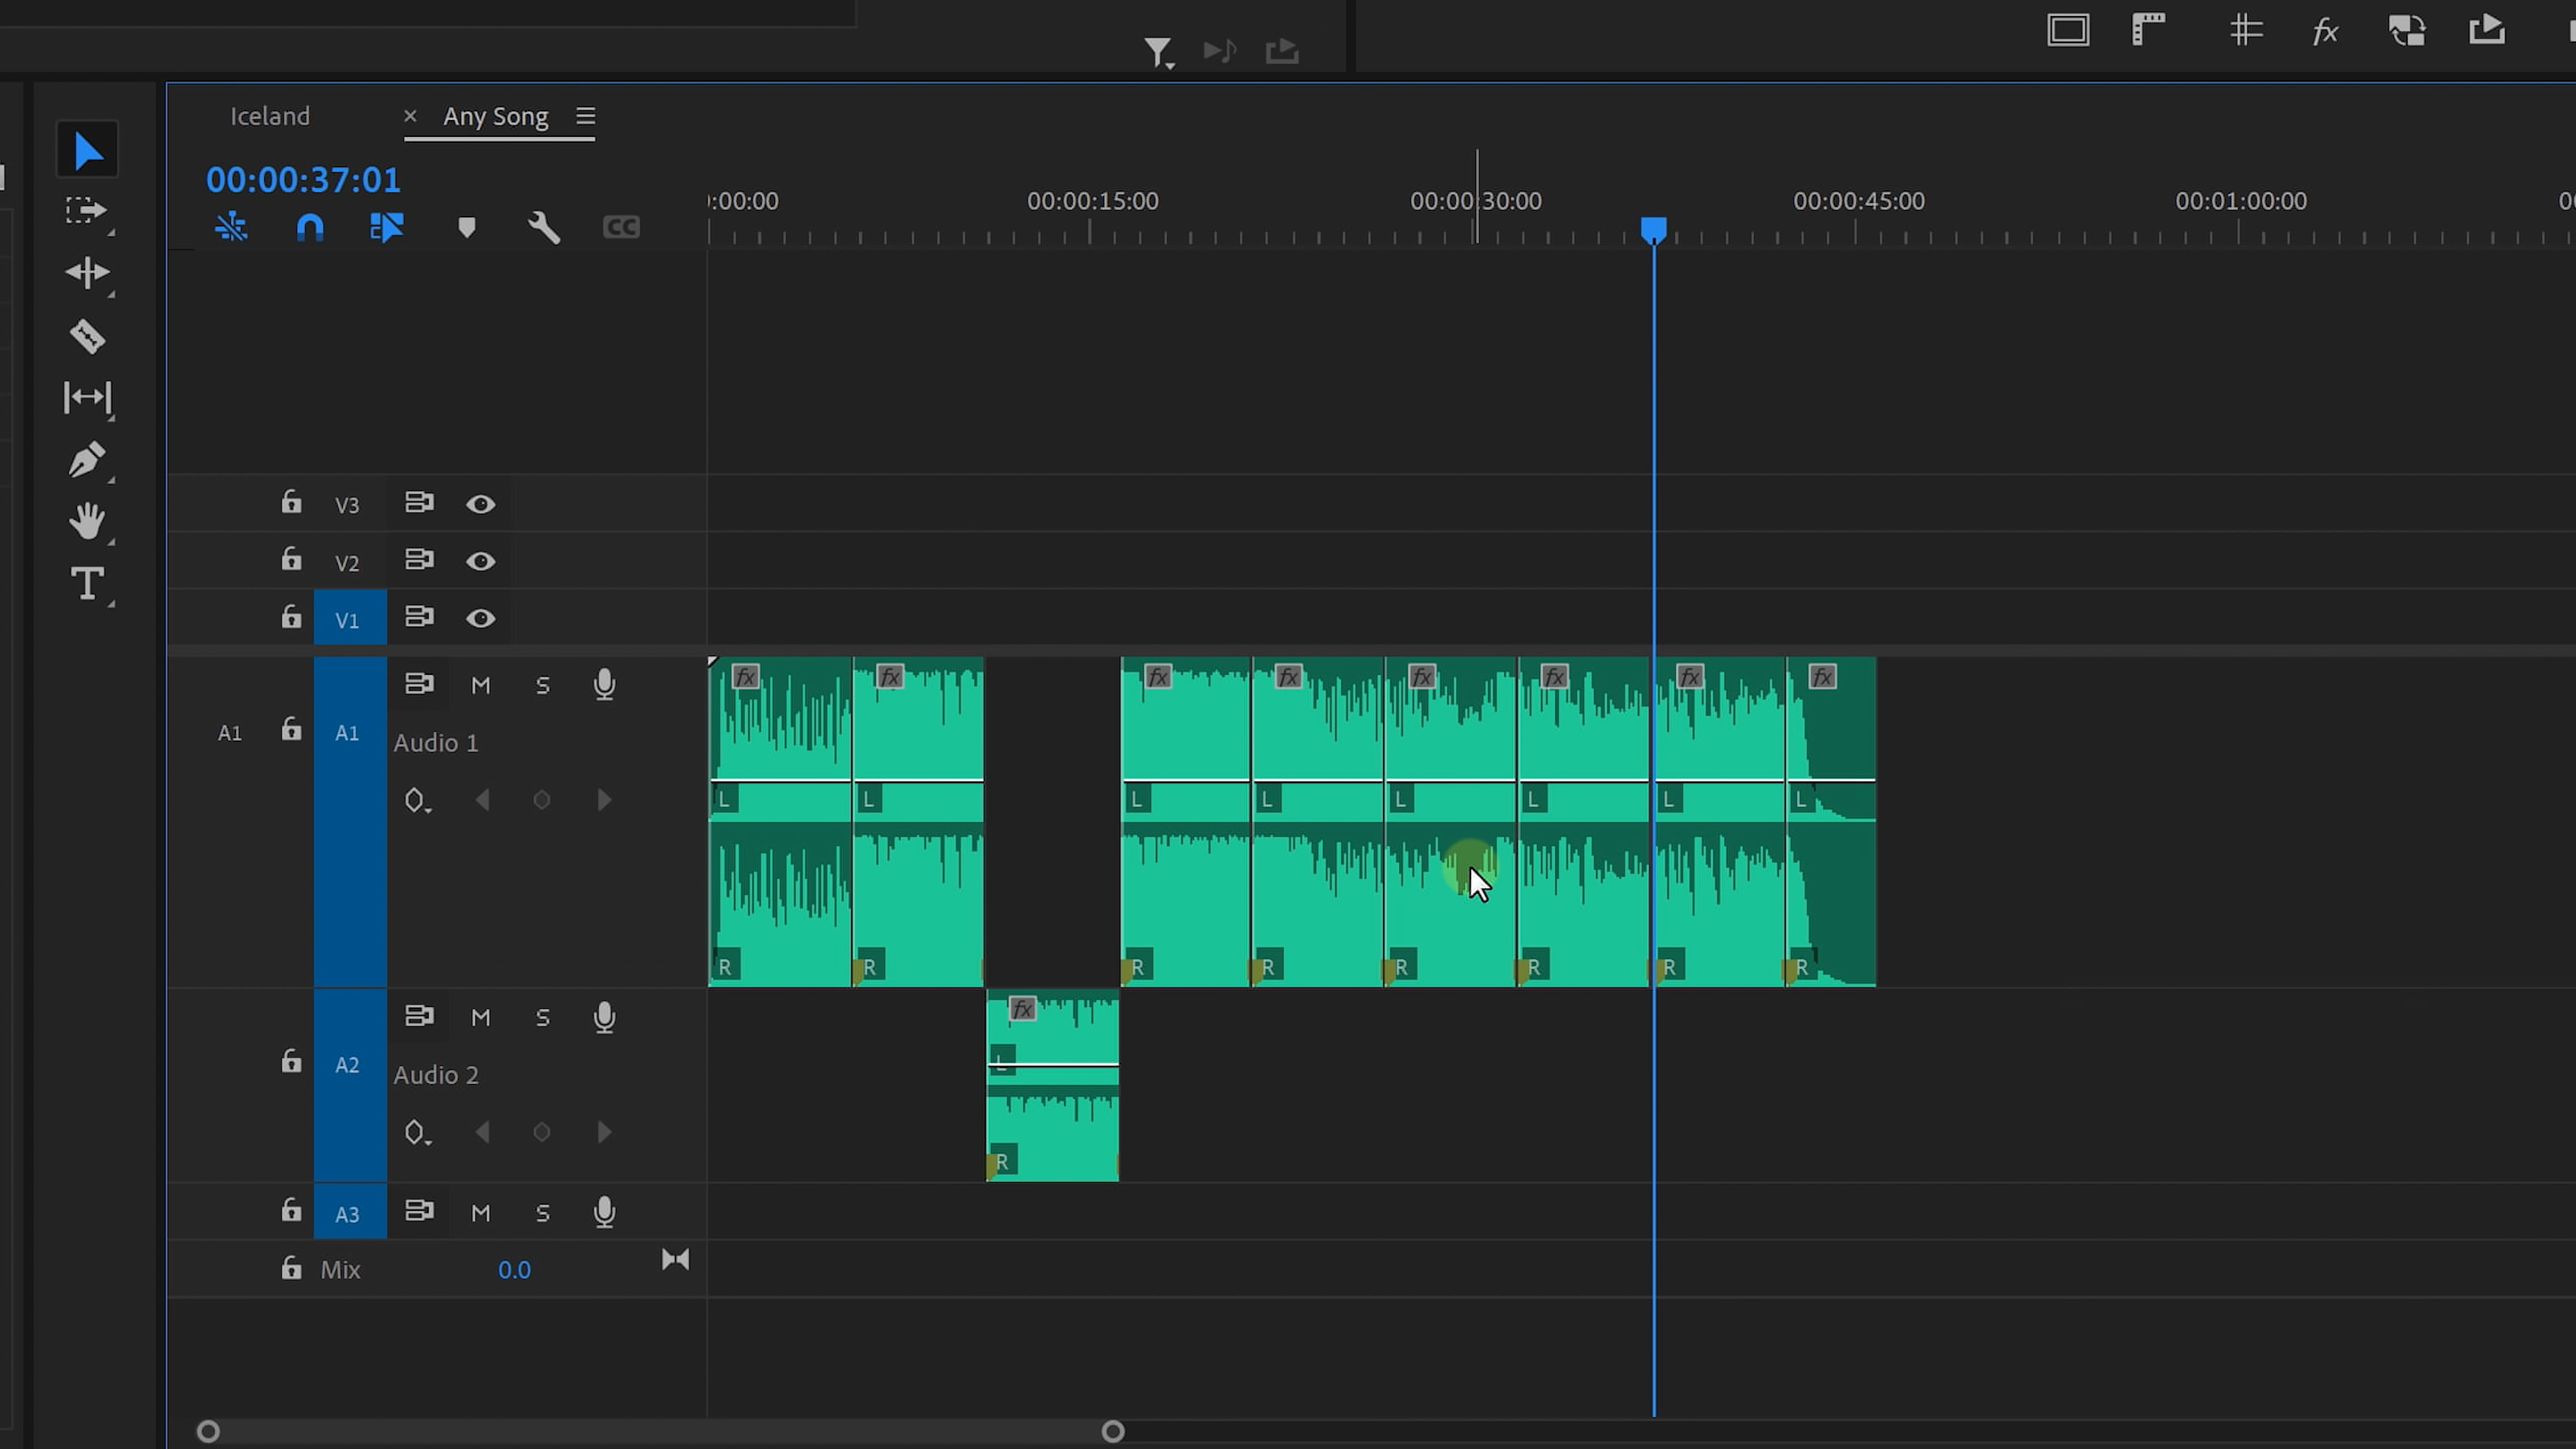 fx
Iceland
× Any Song
00:00:37:01
:00:00 00:00:15:00 00:00:30:00 00:00:45:00 00:01:00:00
CC
T
V3
V2
V1
A1 A1 M S
Audio 1
fx fx fx fx fx fx fx fx
L L L L L L L L
R R R R R R R R
A2 M S
Audio 2
fx
L
R
A3 M S
Mix 0.0